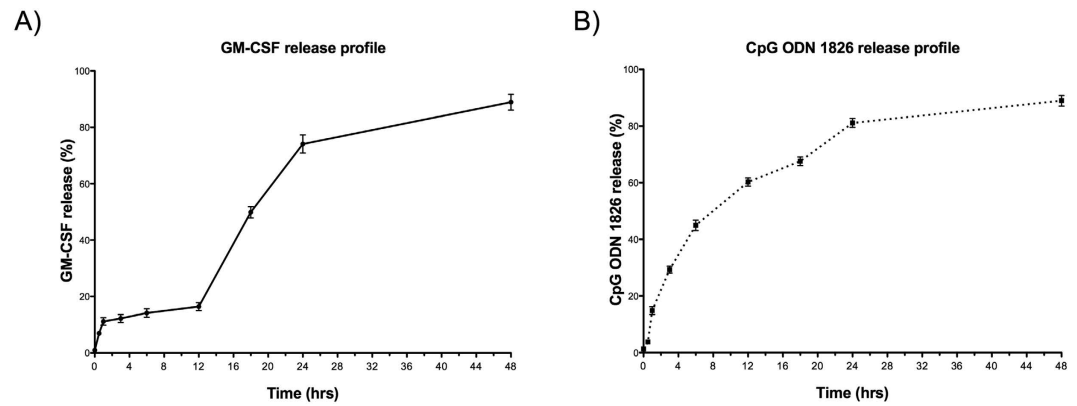 A)
GM-CSF release profile
GM-CSF release (%)
100
80
60
40
20
0
0 4 8 12 16 20 24 28 32 36 40 44 48
Time (hrs)
B)
CpG ODN 1826 release profile
CpG ODN 1826 release (%)
100
80
60
40
20
0
0 4 8 12 16 20 24 28 32 36 40 44 48
Time (hrs)